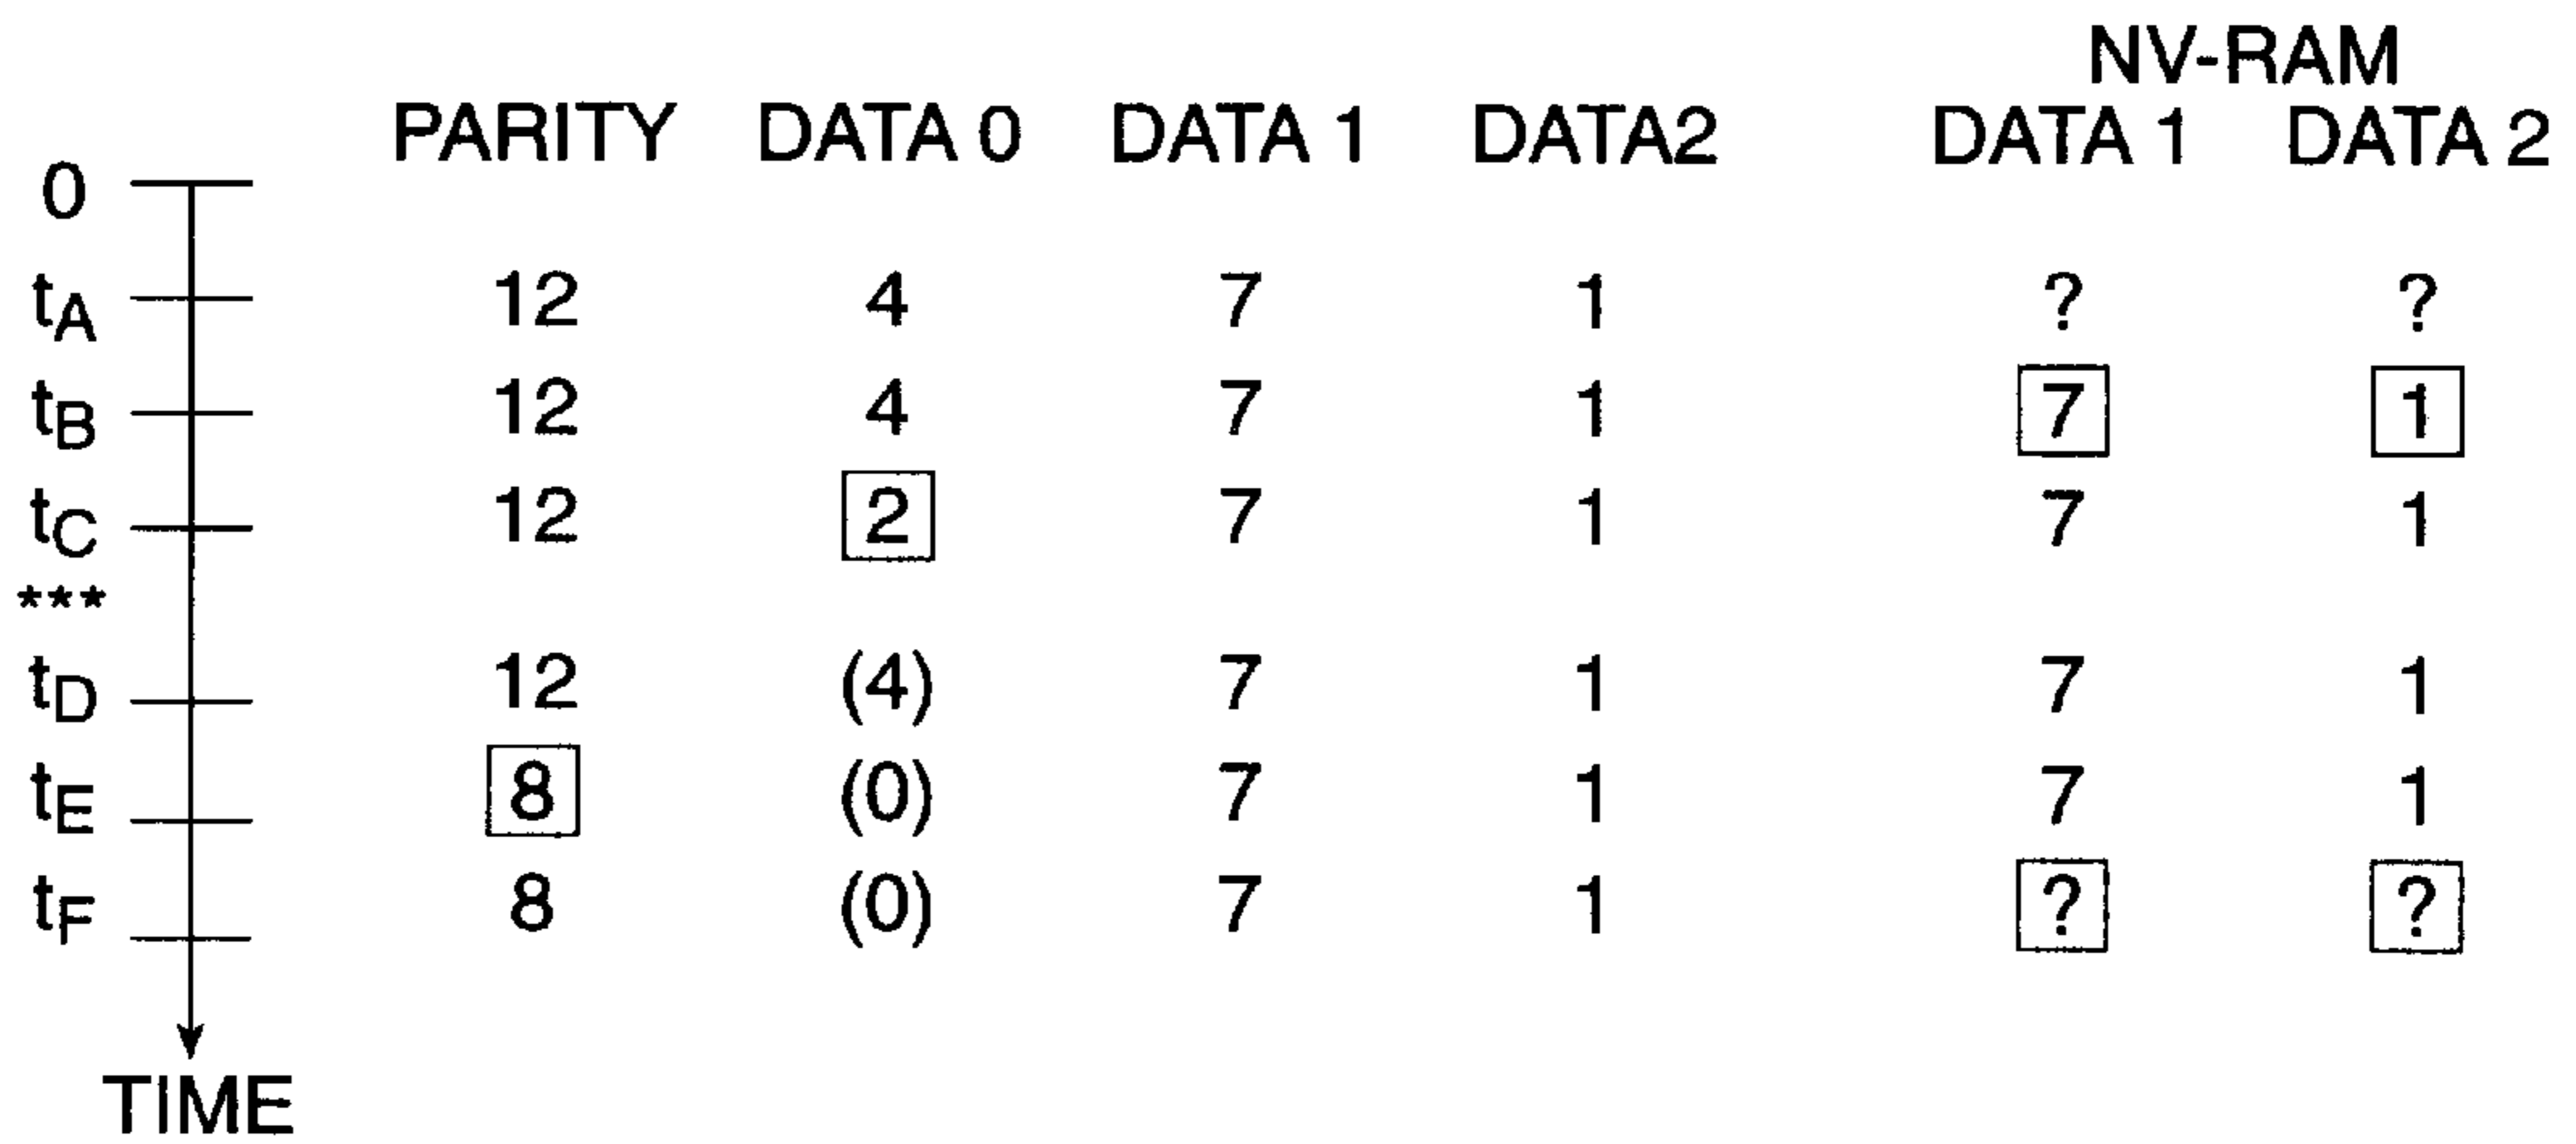 NV-RAM
PARITY DATA 0 DATA 1 DATA2 DATA 1 DATA 2
0
tA 12 4 7 1 ? ?
tB 12 4 7 1 7 1
tC 12 2 7 1 7 1
***
tD 12 (4) 7 1 7 1
tE 8 (0) 7 1 7 1
tF 8 (0) 7 1 ? ?
TIME